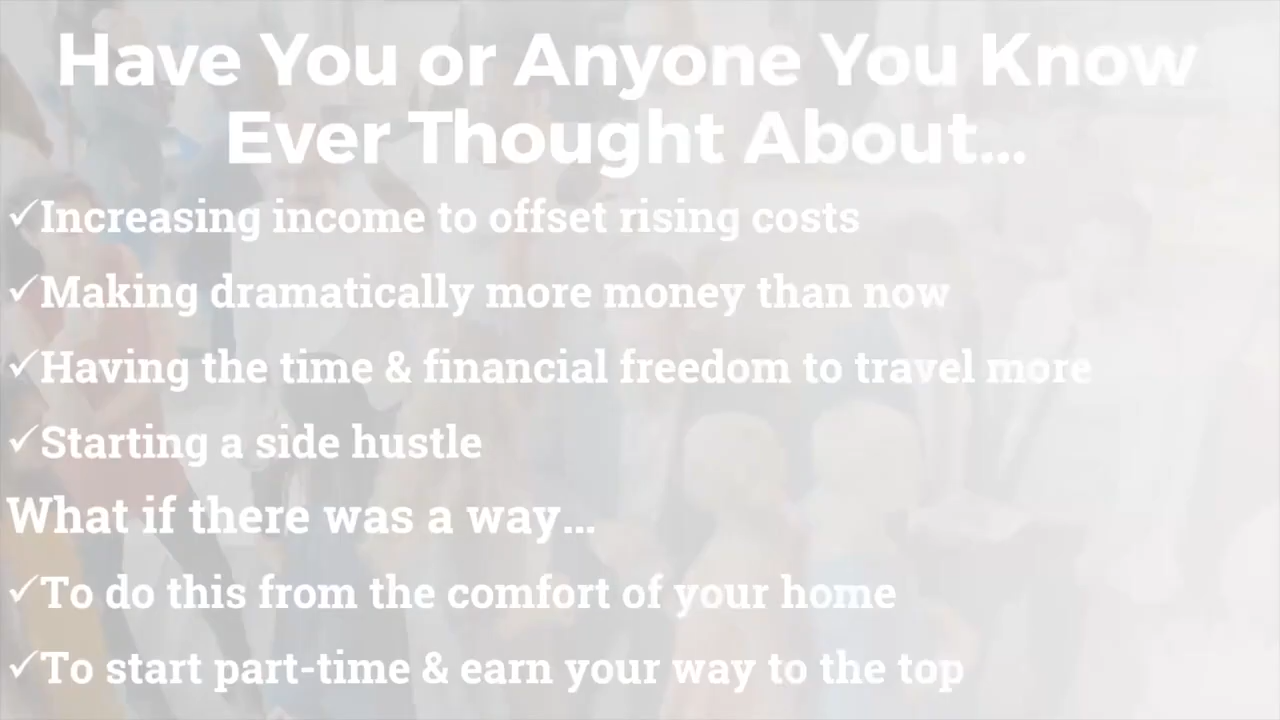 Have You or Anyone You Know
Ever Thought About...
✓Increasing income to offset rising costs
✓Making dramatically more money than now
✓Having the time & financial freedom to travel more
✓Starting a side hustle
What if there was a way...
✓To do this from the comfort of your home
✓To start part-time & earn your way to the top